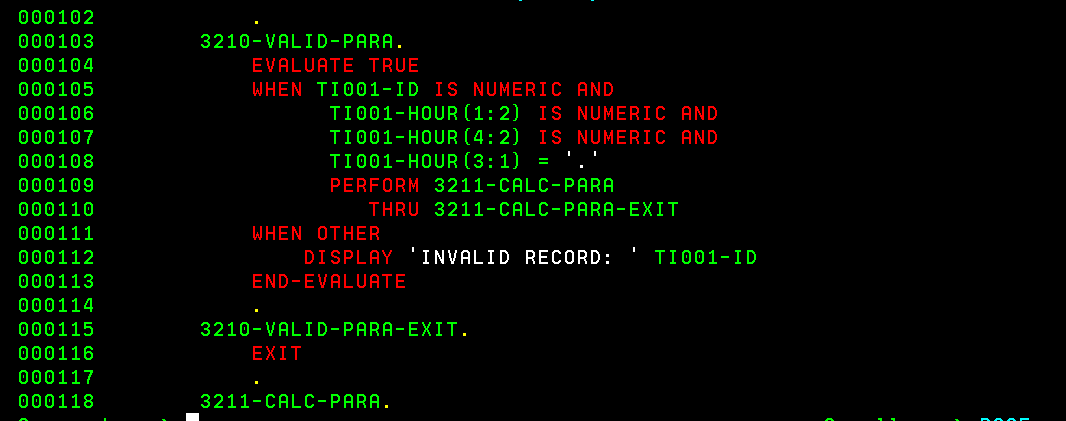 000102 .
000103 3210-VALID-PARA.
000104 EVALUATE TRUE
000105 WHEN TI001-ID IS NUMERIC AND
000106 TI001-HOUR(1:2) IS NUMERIC AND
000107 TI001-HOUR(4:2) IS NUMERIC AND
000108 TI001-HOUR(3:1) = '.'
000109 PERFORM 3211-CALC-PARA
000110 THRU 3211-CALC-PARA-EXIT
000111 WHEN OTHER
000112 DISPLAY 'INVALID RECORD: ' TI001-ID
000113 END-EVALUATE
000114 .
000115 3210-VALID-PARA-EXIT.
000116 EXIT
000117 .
000118 3211-CALC-PARA.